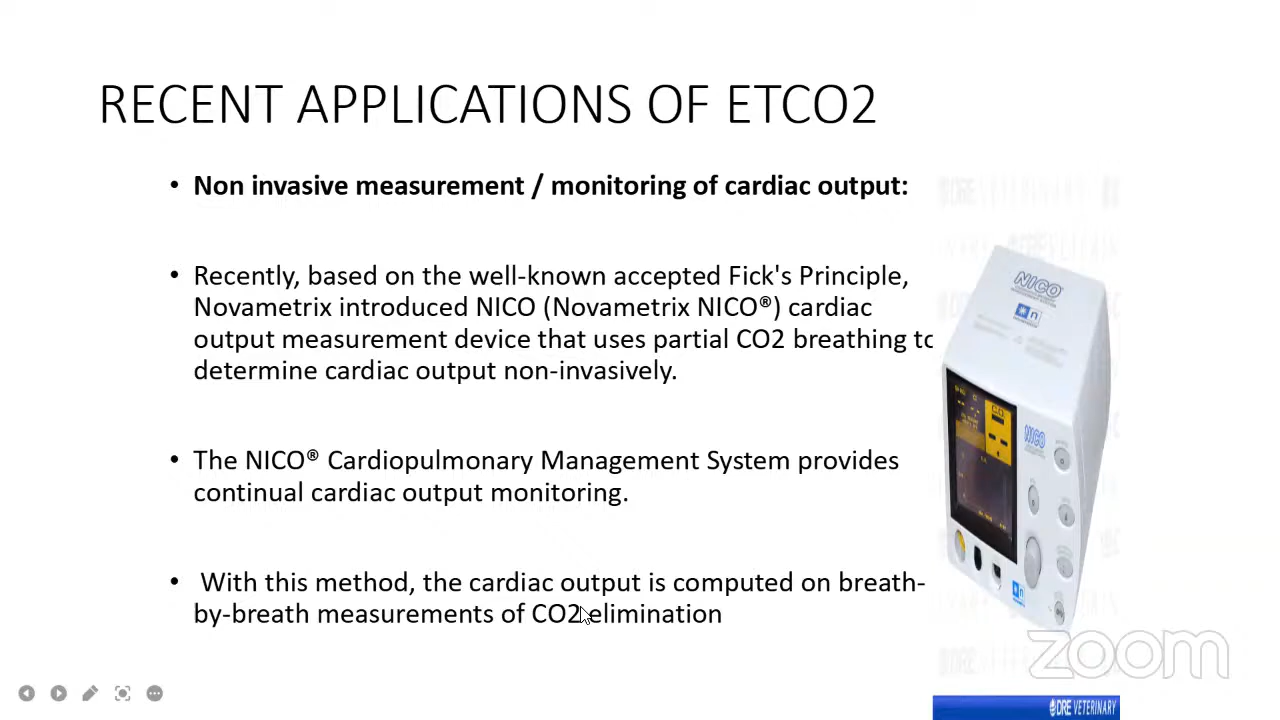 RECENT APPLICATIONS OF ETCO2
• Non invasive measurement / monitoring of cardiac output:
• Recently, based on the well-known accepted Fick's Principle,
Novametrix introduced NICO (Novametrix NICO®) cardiac
output measurement device that uses partial CO2 breathing to
determine cardiac output non-invasively.
• The NICO® Cardiopulmonary Management System provides
continual cardiac output monitoring.
• With this method, the cardiac output is computed on breath-
by-breath measurements of CO2 elimination
NICO
C.O.
NICO
zoom
DRE VETERINARY